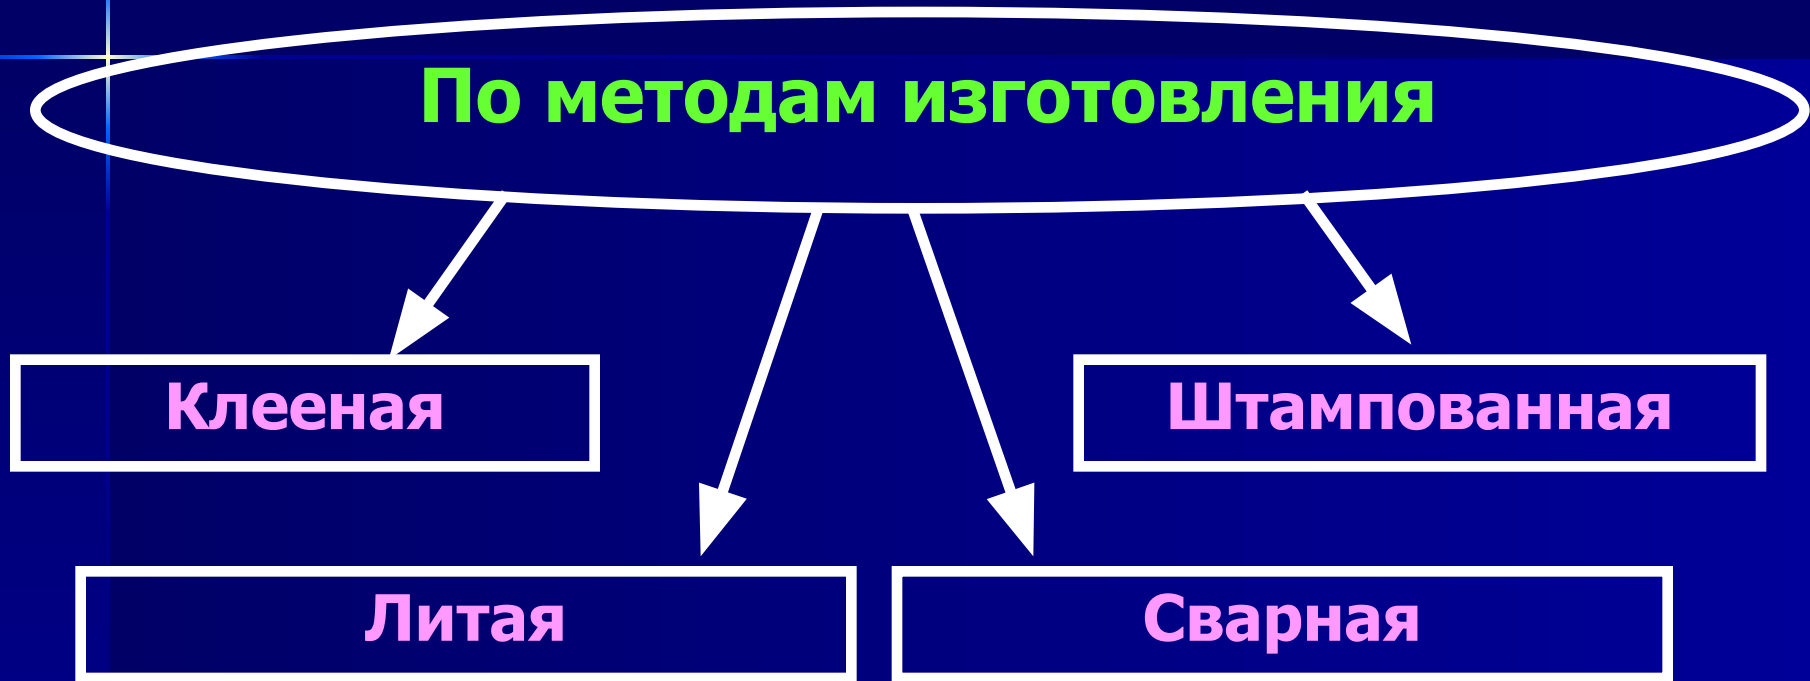 По методам изготовления
Клееная
Штампованная
Литая
Сварная